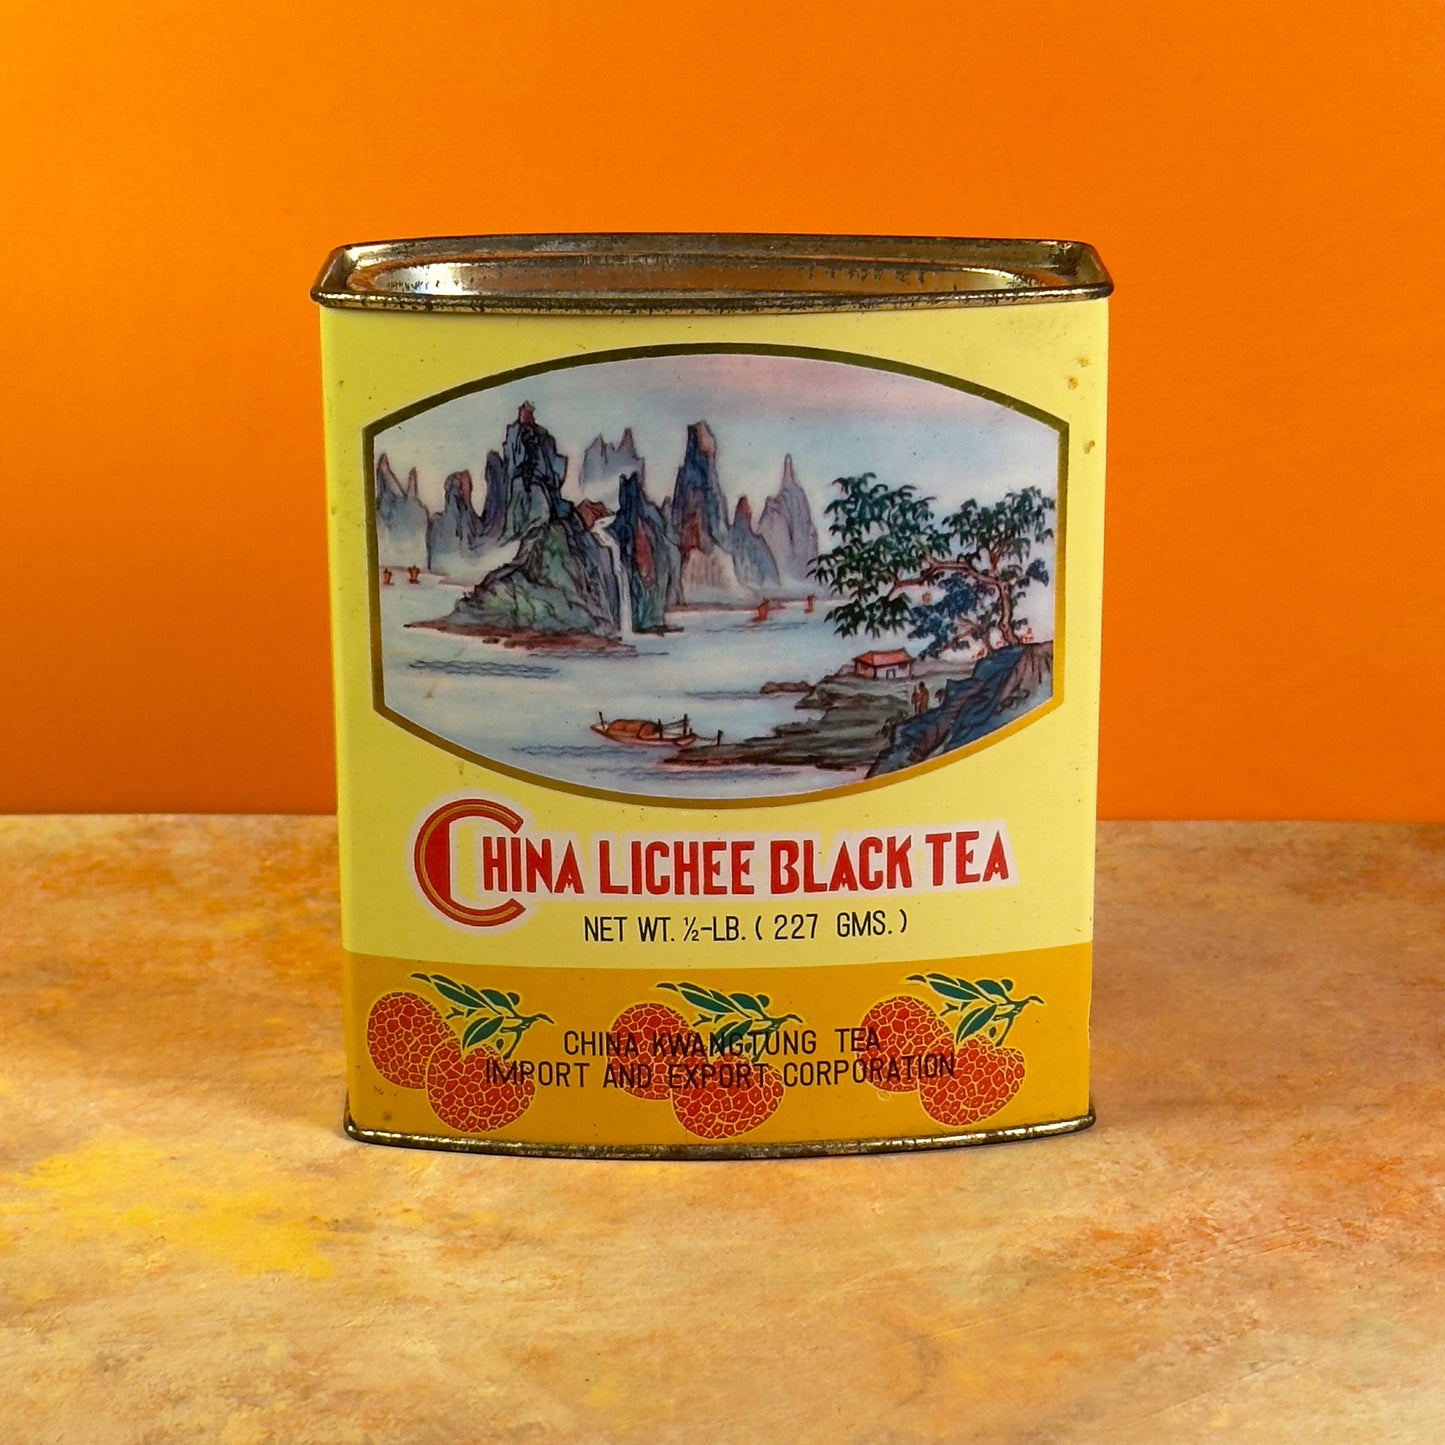 CHINA LICHEE BLACK TEA
NET WT. ½-LB. ( 227 GMS. )
CHINA KWANGTUNG TEA
IMPORT AND EXPORT CORPORATION